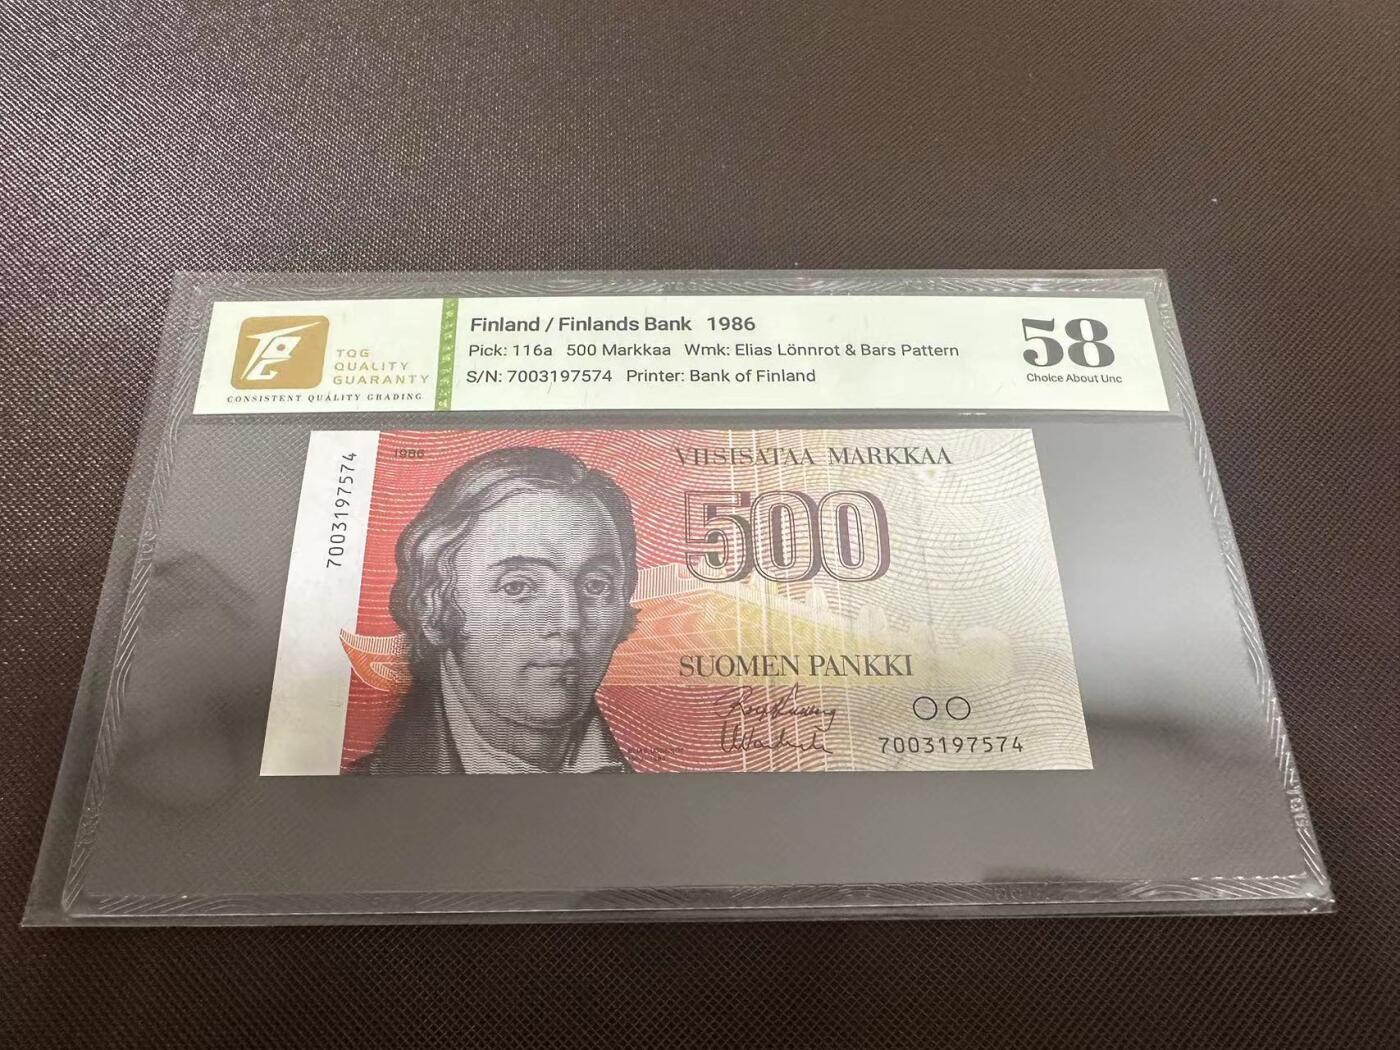 TQG
QUALITY
GUARANTY
CONSISTENT QUALITY GRADING
Finland / Finlands Bank 1986
Pick: 116a 500 Markkaa Wmk: Elias Lönnrot & Bars Pattern
S/N: 7003197574 Printer: Bank of Finland
58
Choice About Unc
7003197574
1986
VIISISATAA MARKKAA
500
SUOMEN PANKKI
7003197574